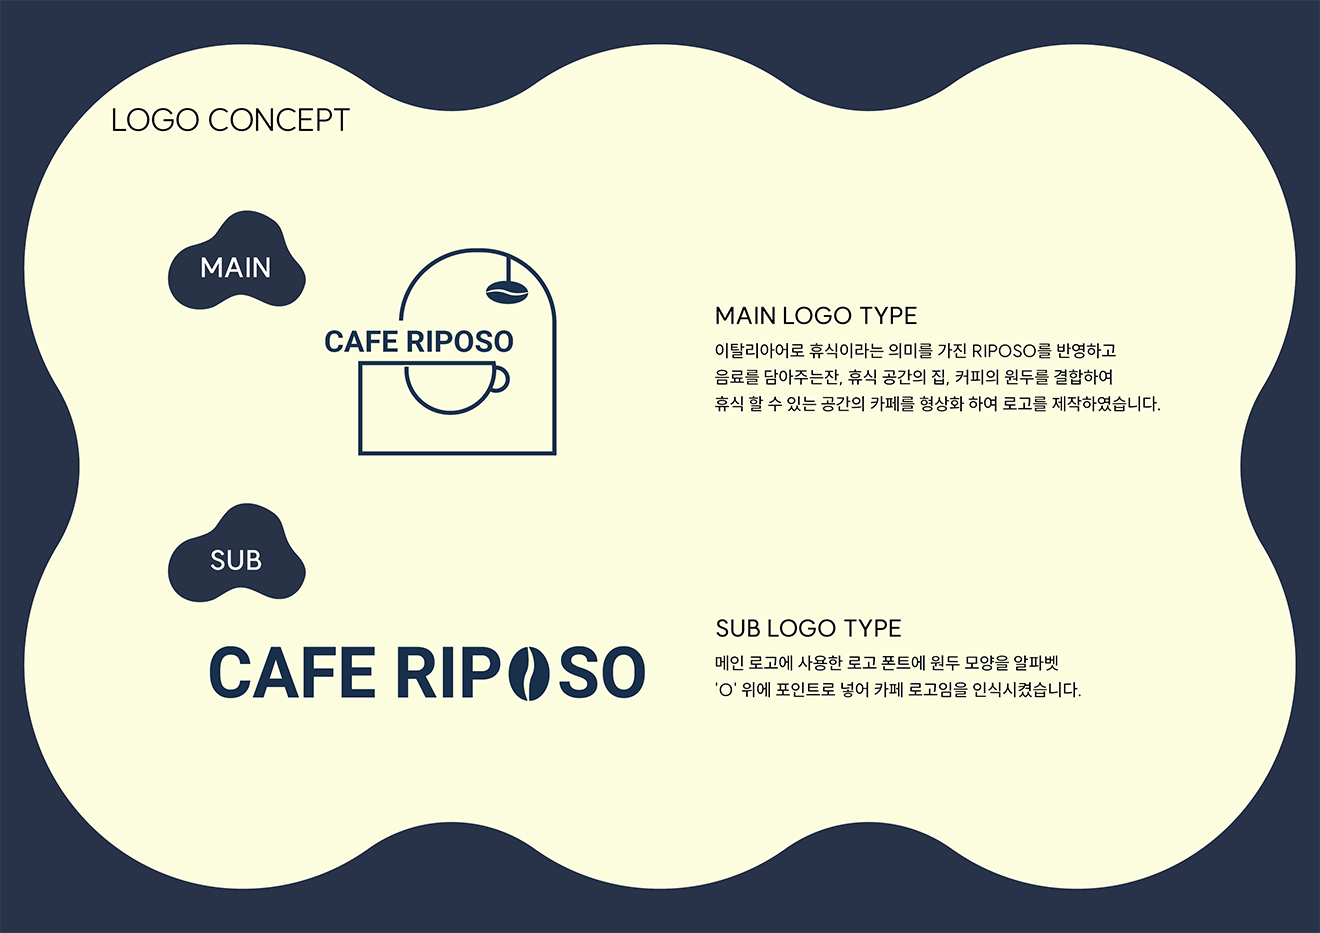 LOGO CONCEPT
MAIN
CAFE RIPOSO
MAIN LOGO TYPE
이탈리아어로 휴식이라는 의미를 가진 RIPOSO를 반영하고
음료를 담아주는잔, 휴식 공간의 집, 커피의 원두를 결합하여
휴식 할 수 있는 공간의 카페를 형상화 하여 로고를 제작하였습니다.
SUB
CAFE RIPOSO
SUB LOGO TYPE
메인 로고에 사용한 로고 폰트에 원두 모양을 알파벳
'O' 위에 포인트로 넣어 카페 로고임을 인식시켰습니다.